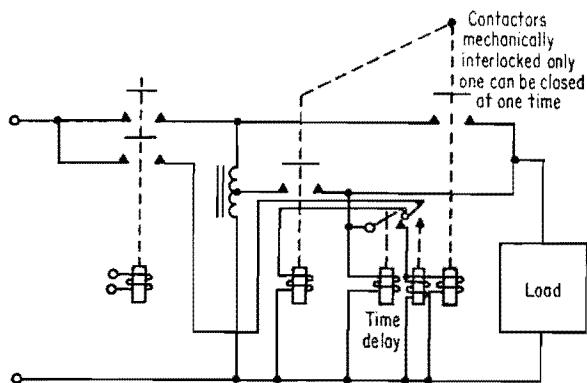 Contactors
mechanically
interlocked only
one can be closed
at one time
Load
Time
delay